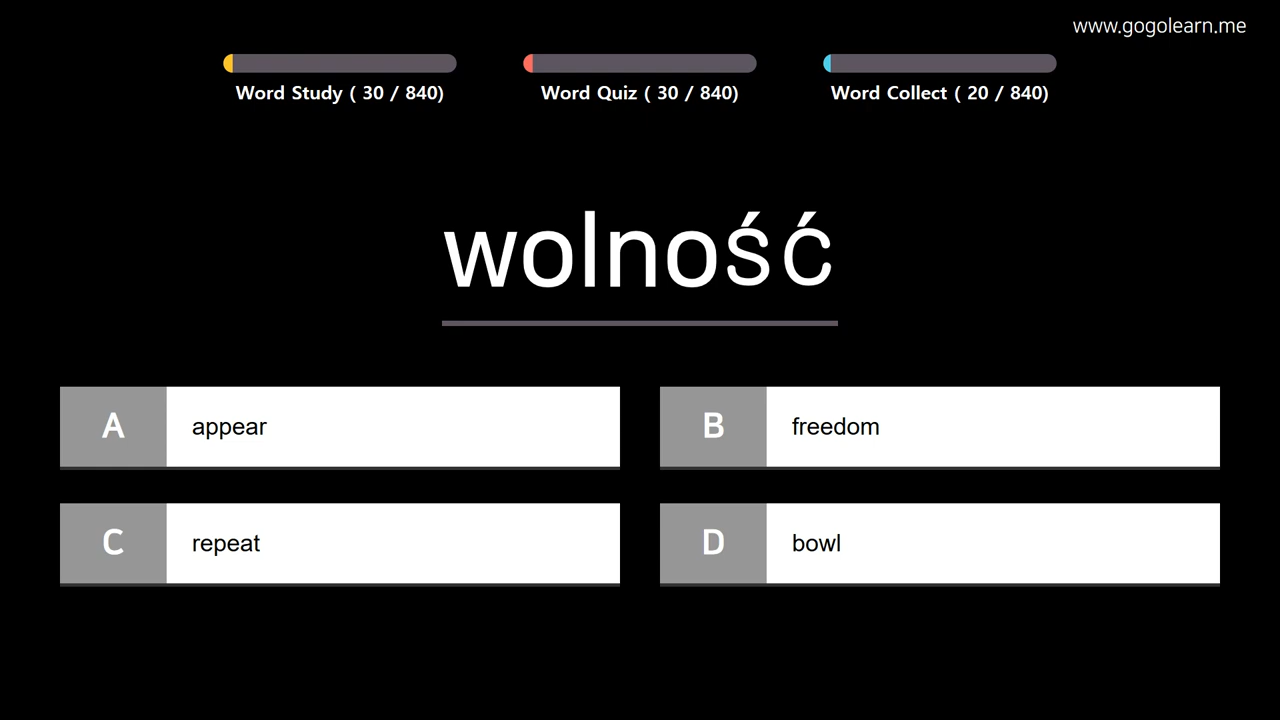 www.gogolearn.me
Word Study ( 30 / 840)
Word Quiz ( 30 / 840)
Word Collect ( 20 / 840)
wolność
A appear
B freedom
C repeat
D bowl